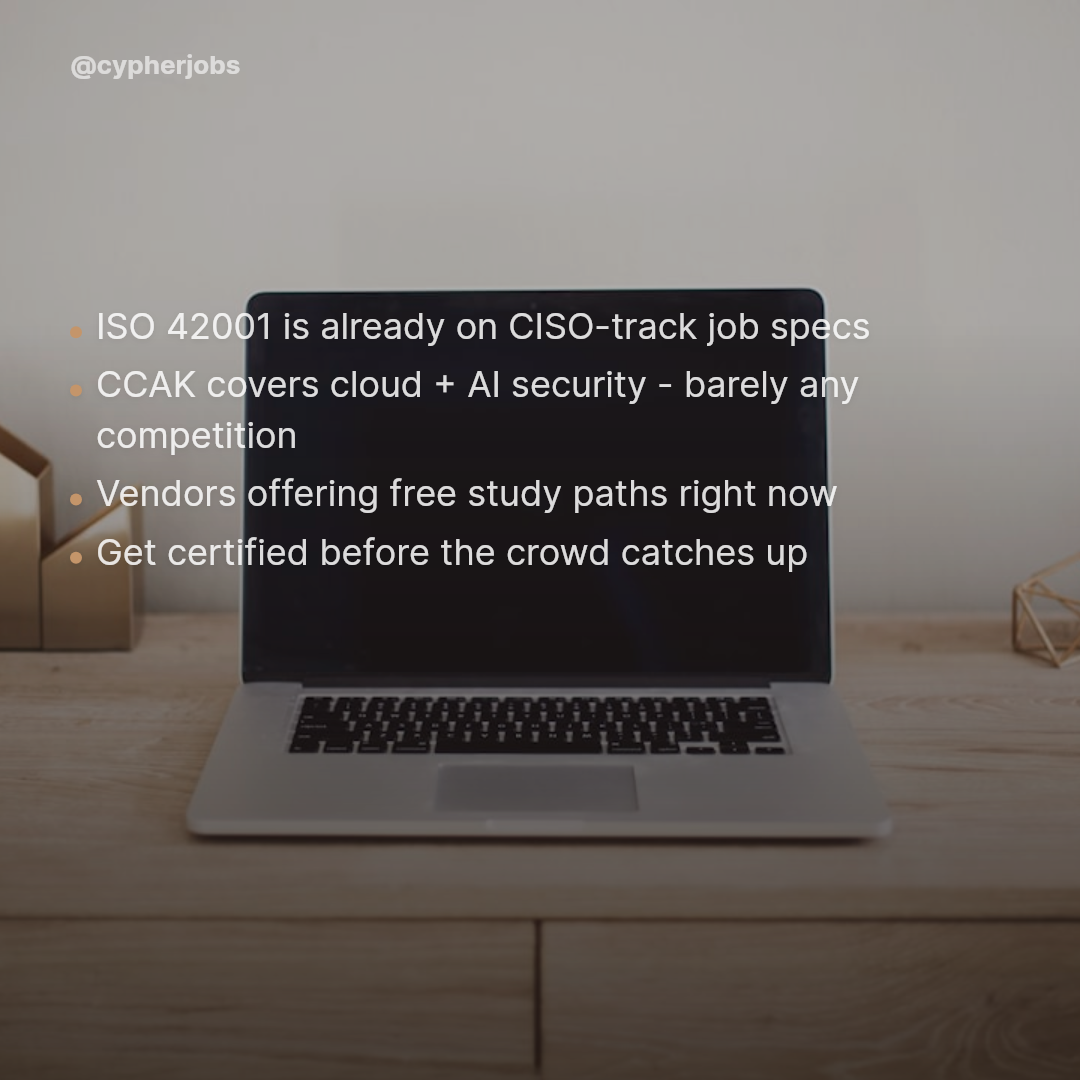 @cypherjobs
ISO 42001 is already on CISO-track job specs
CCAK covers cloud + AI security - barely any
competition
Vendors offering free study paths right now
Get certified before the crowd catches up